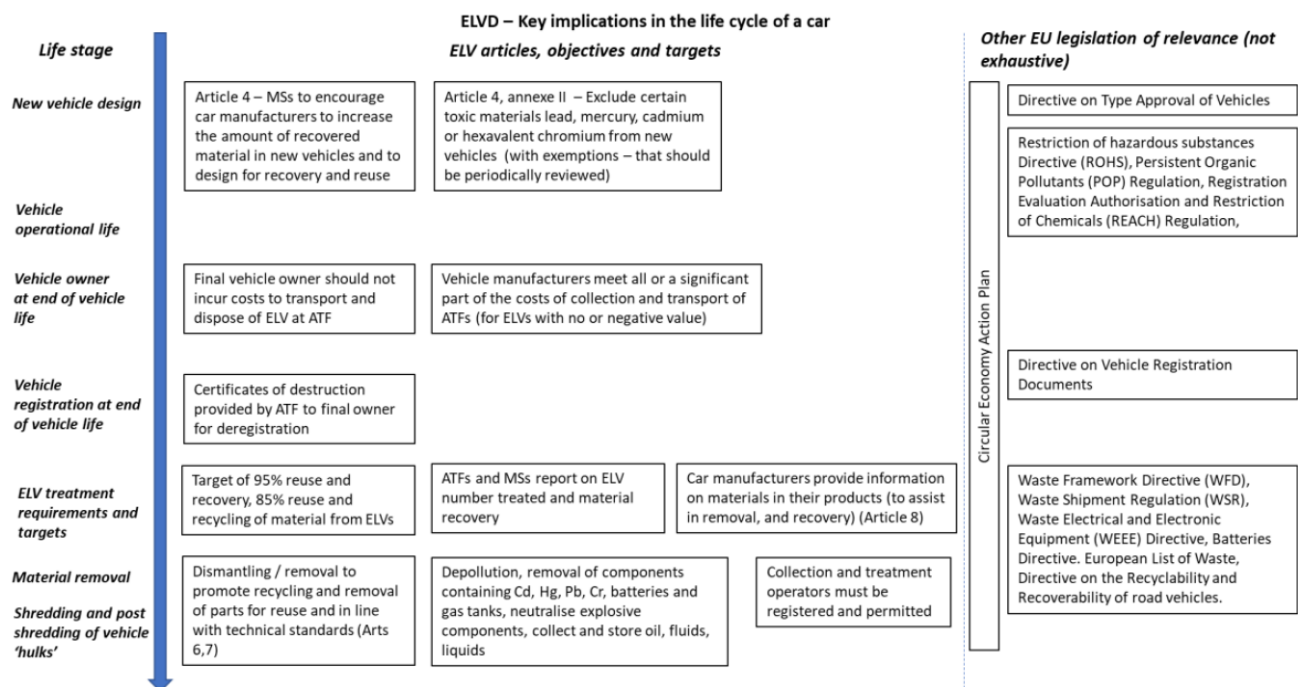 ELVD – Key implications in the life cycle of a car
Life stage
ELV articles, objectives and targets
Other EU legislation of relevance (not
exhaustive)
New vehicle design
Article 4 – MSs to encourage
car manufacturers to increase
the amount of recovered
material in new vehicles and to
design for recovery and reuse
Article 4, annexe II – Exclude certain
toxic materials lead, mercury, cadmium
or hexavalent chromium from new
vehicles (with exemptions – that should
be periodically reviewed)
Directive on Type Approval of Vehicles
Restriction of hazardous substances
Directive (ROHS), Persistent Organic
Pollutants (POP) Regulation, Registration
Evaluation Authorisation and Restriction
of Chemicals (REACH) Regulation,
Vehicle
operational life
Vehicle owner
at end of vehicle
life
Final vehicle owner should not
incur costs to transport and
dispose of ELV at ATF
Vehicle manufacturers meet all or a significant
part of the costs of collection and transport of
ATFs (for ELVs with no or negative value)
Circular Economy Action Plan
Directive on Vehicle Registration
Documents
Vehicle
registration at end
of vehicle life
Certificates of destruction
provided by ATF to final owner
for deregistration
ELV treatment
requirements and
targets
Target of 95% reuse and
recovery, 85% reuse and
recycling of material from ELVs
ATFs and MSs report on ELV
number treated and material
recovery
Car manufacturers provide information
on materials in their products (to assist
in removal, and recovery) (Article 8)
Waste Framework Directive (WFD),
Waste Shipment Regulation (WSR),
Waste Electrical and Electronic
Equipment (WEEE) Directive, Batteries
Directive. European List of Waste,
Directive on the Recyclability and
Recoverability of road vehicles.
Material removal
Shredding and post
shredding of vehicle
'hulks'
Dismantling / removal to
promote recycling and removal
of parts for reuse and in line
with technical standards (Arts
6,7)
Depollution, removal of components
containing Cd, Hg, Pb, Cr, batteries and
gas tanks, neutralise explosive
components, collect and store oil, fluids,
liquids
Collection and treatment
operators must be
registered and permitted